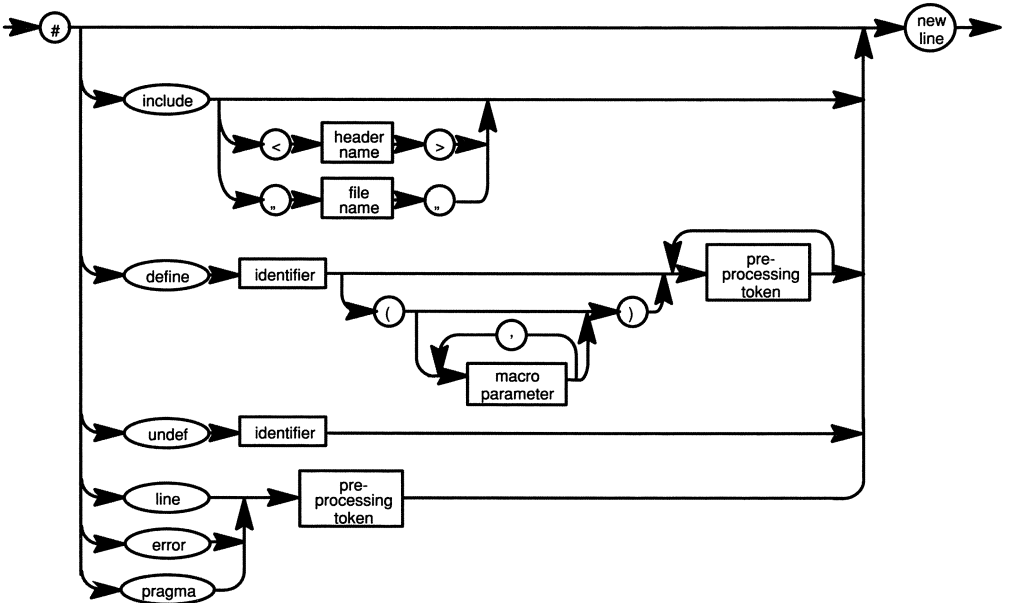 #
new
line
include
<
header
name
>
„
file
name
„
define
identifier
pre-
processing
token
(
)
,
macro
parameter
undef
identifier
line
pre-
processing
token
error
pragma